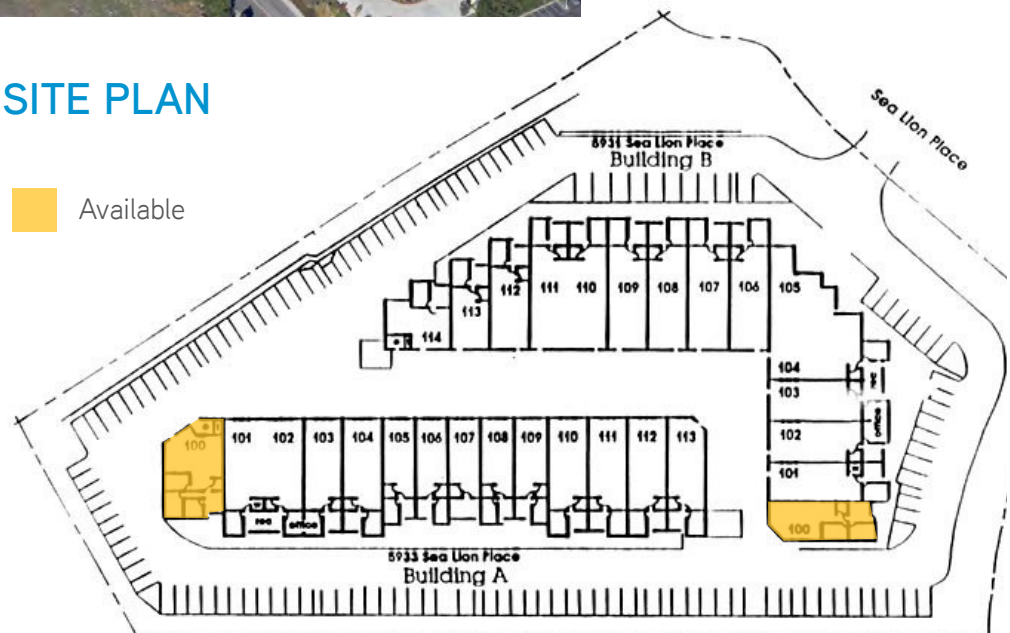 SITE PLAN
Available
Sea Lion Place
5931 Sea Lion Place
Building B
114 113 112 111 110 109 108 107 106 105
104
103
102
101
100
rec
office
100 101 102 103 104 105 106 107 108 109 110 111 112 113
rec office
5933 Sea Lion Place
Building A